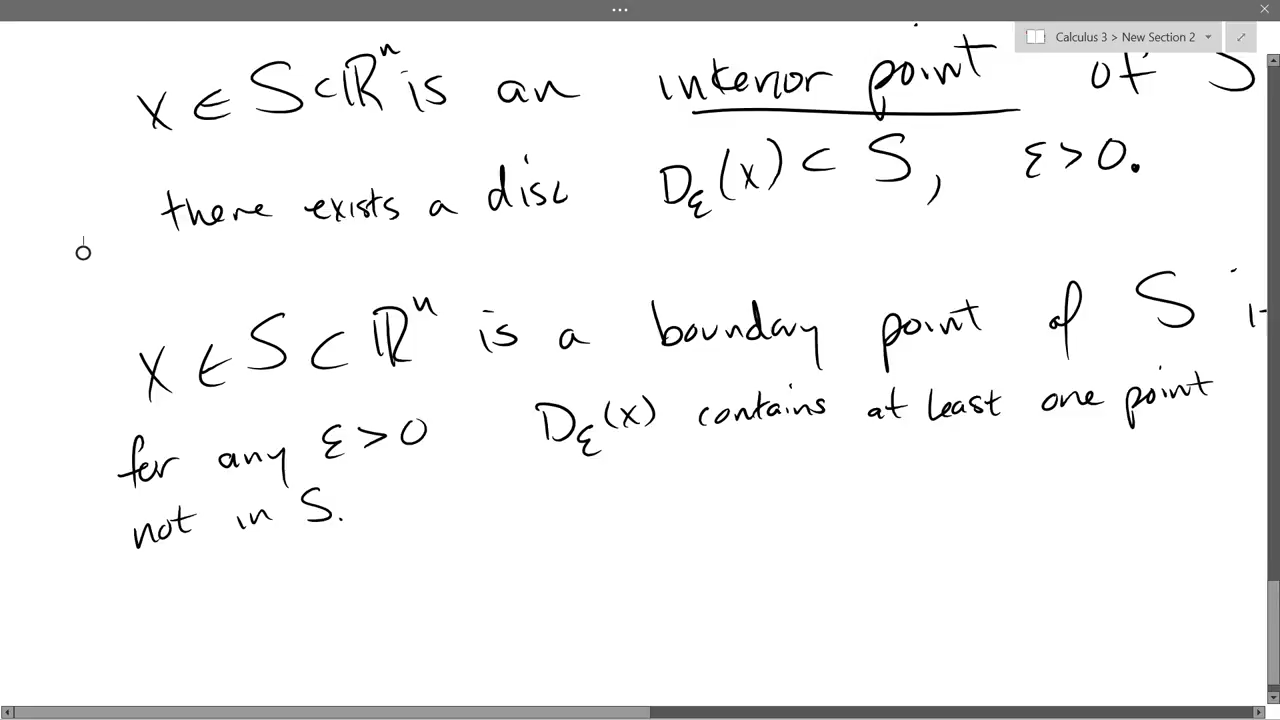 Calculus 3 > New Section 2
x ∈ S ⊂ ℝⁿ is an interior point of S
there exists a disc D_ε(x) ⊂ S, ε > 0.
x ∈ S ⊂ ℝⁿ is a boundary point of S
for any ε > 0 D_ε(x) contains at least one point
not in S.